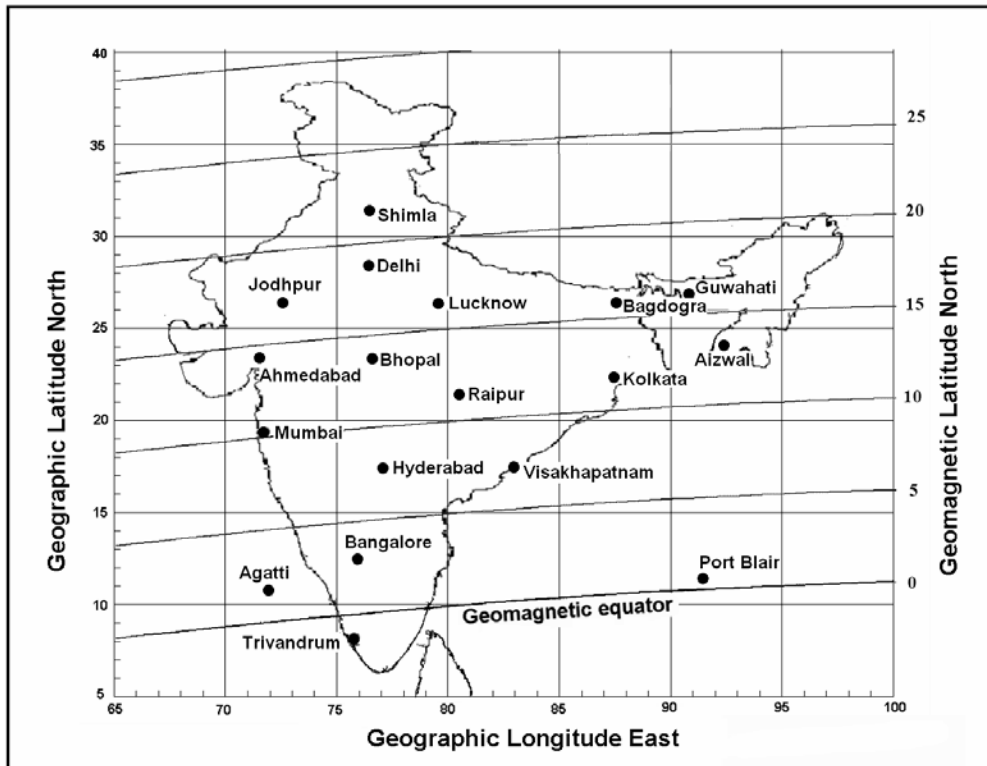 40
35
30
25
20
15
10
5
65
70
75
80
85
90
95
100
25
20
15
10
5
0
Geographic Latitude North
Geomagnetic Latitude North
Geographic Longitude East
Shimla
Delhi
Jodhpur
Lucknow
Guwahati
Bagdogra
Ahmedabad
Bhopal
Aizwal
Kolkata
Raipur
Mumbai
Hyderabad
Visakhapatnam
Bangalore
Agatti
Port Blair
Geomagnetic equator
Trivandrum